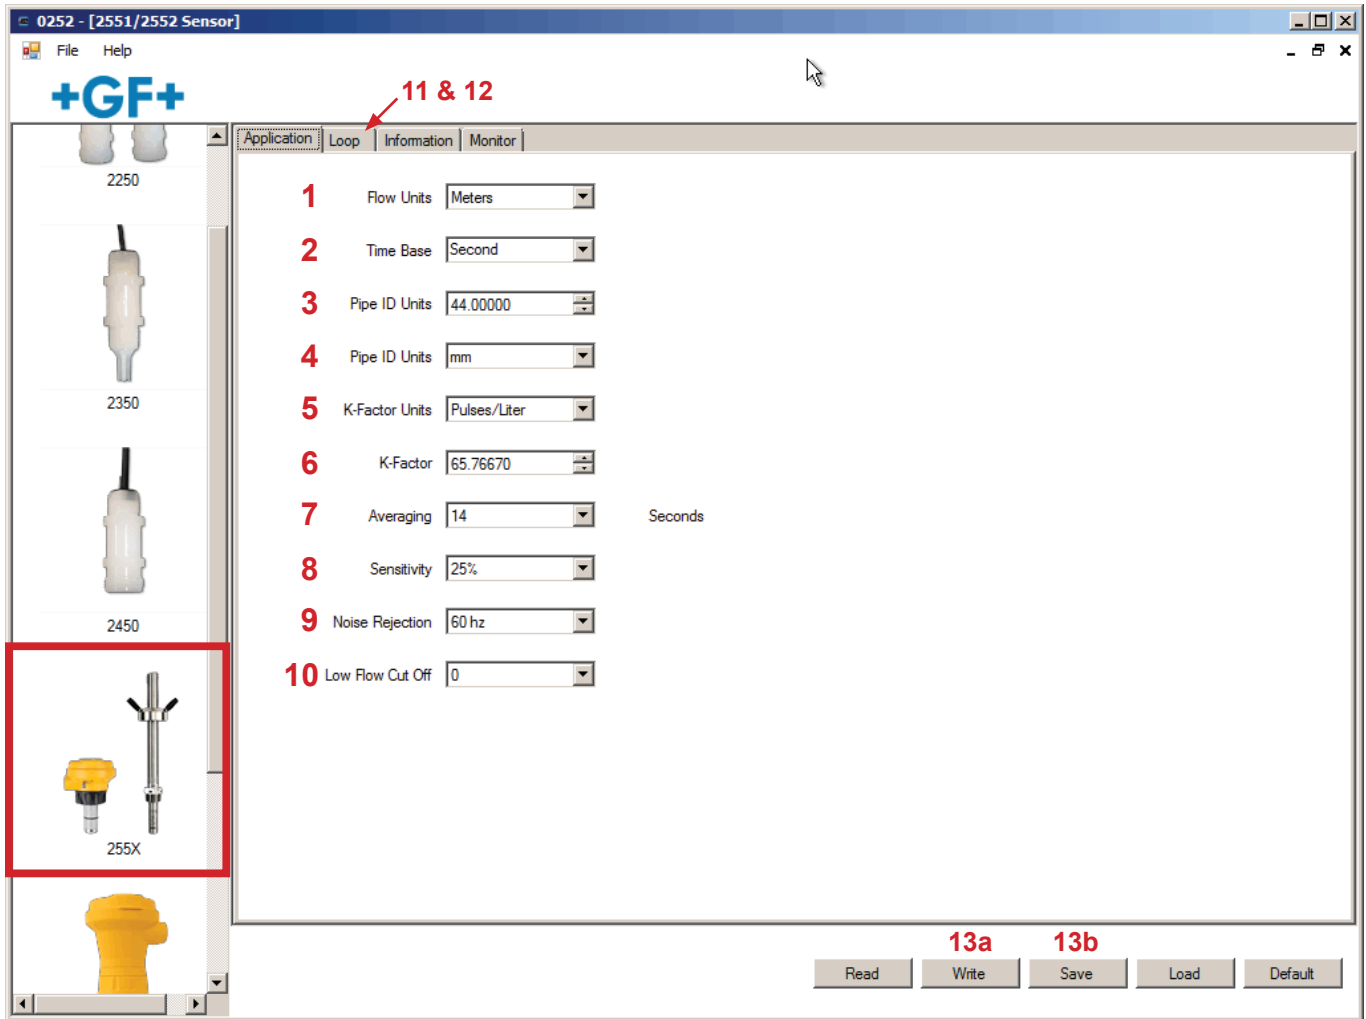 0252 - [2551/2552 Sensor]
File Help
+GF+
11 & 12
Application Loop Information Monitor
2250
1 Flow Units Meters
2 Time Base Second
3 Pipe ID Units 44.00000
4 Pipe ID Units mm
2350
5 K-Factor Units Pulses/Liter
6 K-Factor 65.76670
7 Averaging 14 Seconds
8 Sensitivity 25%
9 Noise Rejection 60 hz
2450
10 Low Flow Cut Off 0
255X
13a 13b
Read Write Save Load Default